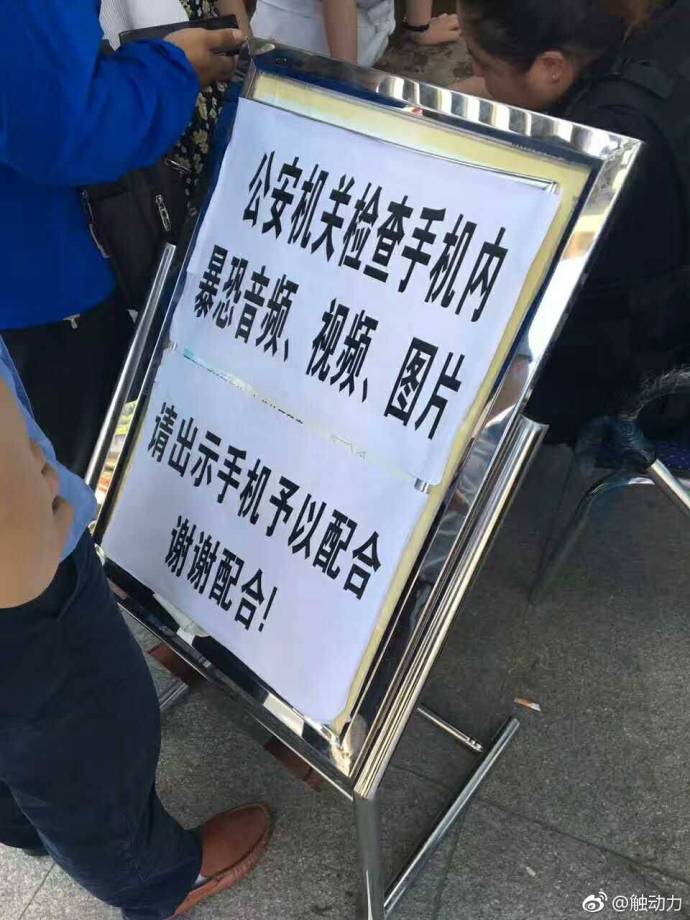 公安机关检查手机内
暴恐音频、视频、图片
请出示手机予以配合
谢谢配合!
@触动力